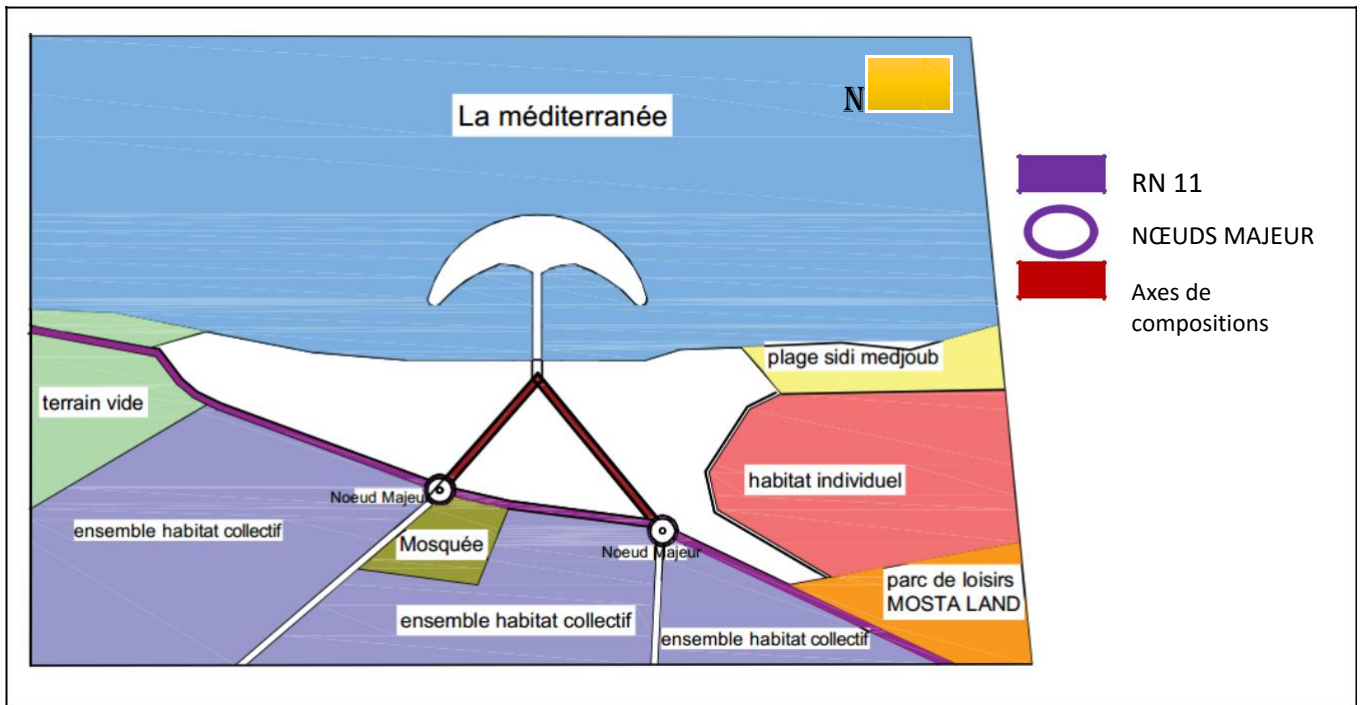 N
La méditerranée
RN 11
NŒUDS MAJEUR
Axes de
compositions
plage sidi medjoub
terrain vide
habitat individuel
Noeud Majeur
ensemble habitat collectif
Mosquée
Noeud Majeur
parc de loisirs
MOSTA LAND
ensemble habitat collectif
ensemble habitat collectif